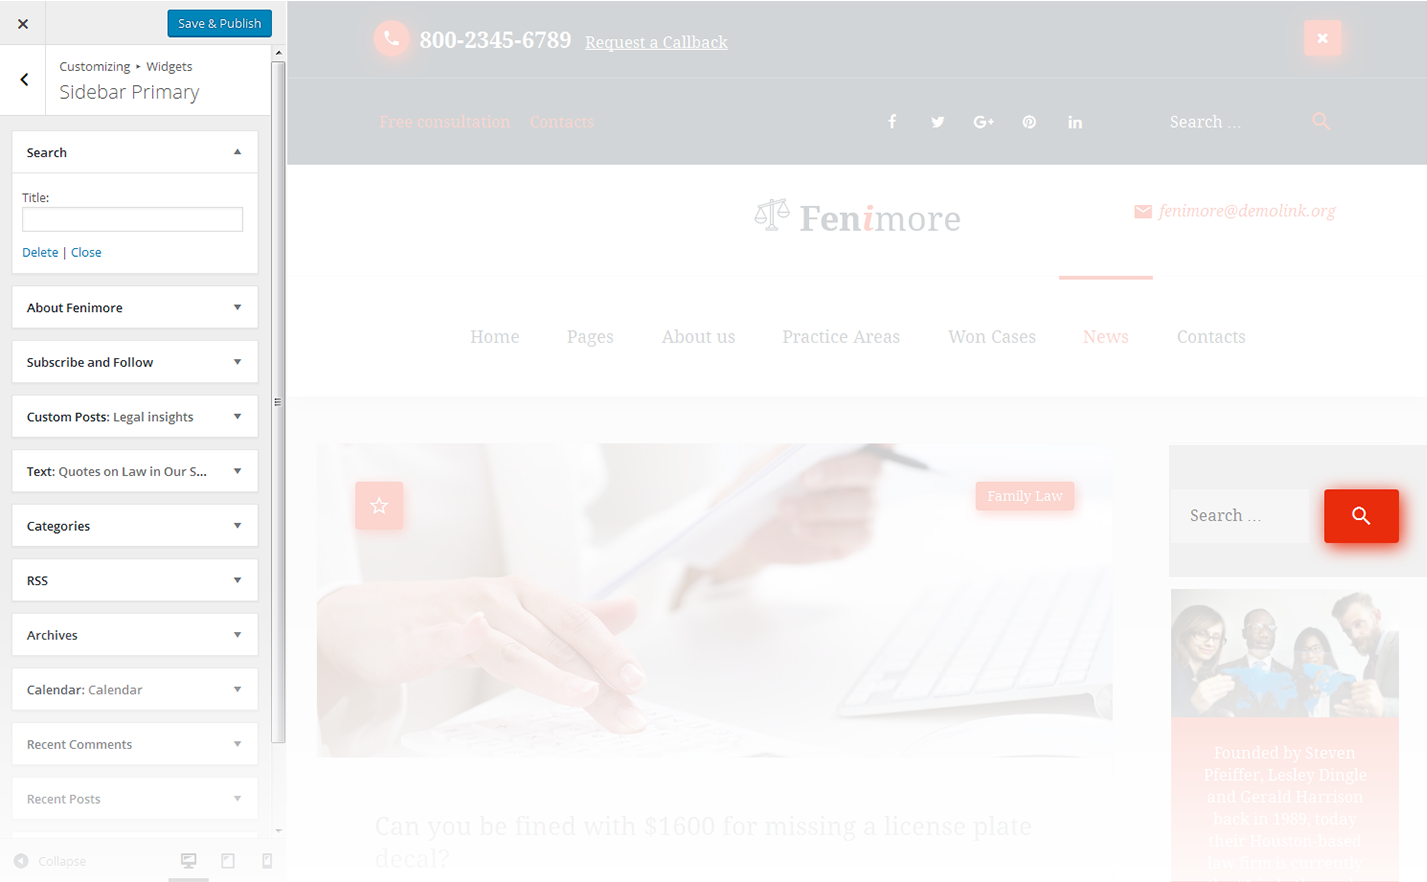 Save & Publish
Customizing ▸ Widgets
Sidebar Primary
Search
Title:
Delete | Close
About Fenimore
Subscribe and Follow
Custom Posts: Legal insights
Text: Quotes on Law in Our S...
Categories
RSS
Archives
Calendar: Calendar
Recent Comments
Recent Posts
Collapse
800-2345-6789 Request a Callback
Free consultation Contacts
Search ...
Fenimore
fenimore@demolink.org
Home Pages About us Practice Areas Won Cases News Contacts
Family Law
Search ...
Can you be fined with $1600 for missing a license plate
decal?
Founded by Steven
Pfeiffer, Lesley Dingle
and Gerald Harrison
back in 1989, today
their Houston-based
law firm is currently